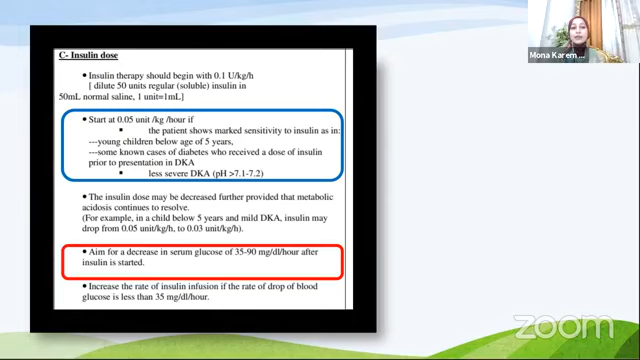 C- Insulin dose
• Insulin therapy should begin with 0.1 U/kg/h
[ dilute 50 units regular (soluble) insulin in
50mL normal saline, 1 unit=1mL]
• Start at 0.05 unit /kg /hour if
▪ the patient shows marked sensitivity to insulin as in:
---young children below age of 5 years,
---some known cases of diabetes who received a dose of insulin
prior to presentation in DKA
▪ less severe DKA (pH >7.1-7.2)
• The insulin dose may be decreased further provided that metabolic
acidosis continues to resolve.
(For example, in a child below 5 years and mild DKA, insulin may
drop from 0.05 unit/kg/h, to 0.03 unit/kg/h).
• Aim for a decrease in serum glucose of 35-90 mg/dl/hour after
insulin is started.
• Increase the rate of insulin infusion if the rate of drop of blood
glucose is less than 35 mg/dl/hour.
Mona Karem ...
zoom